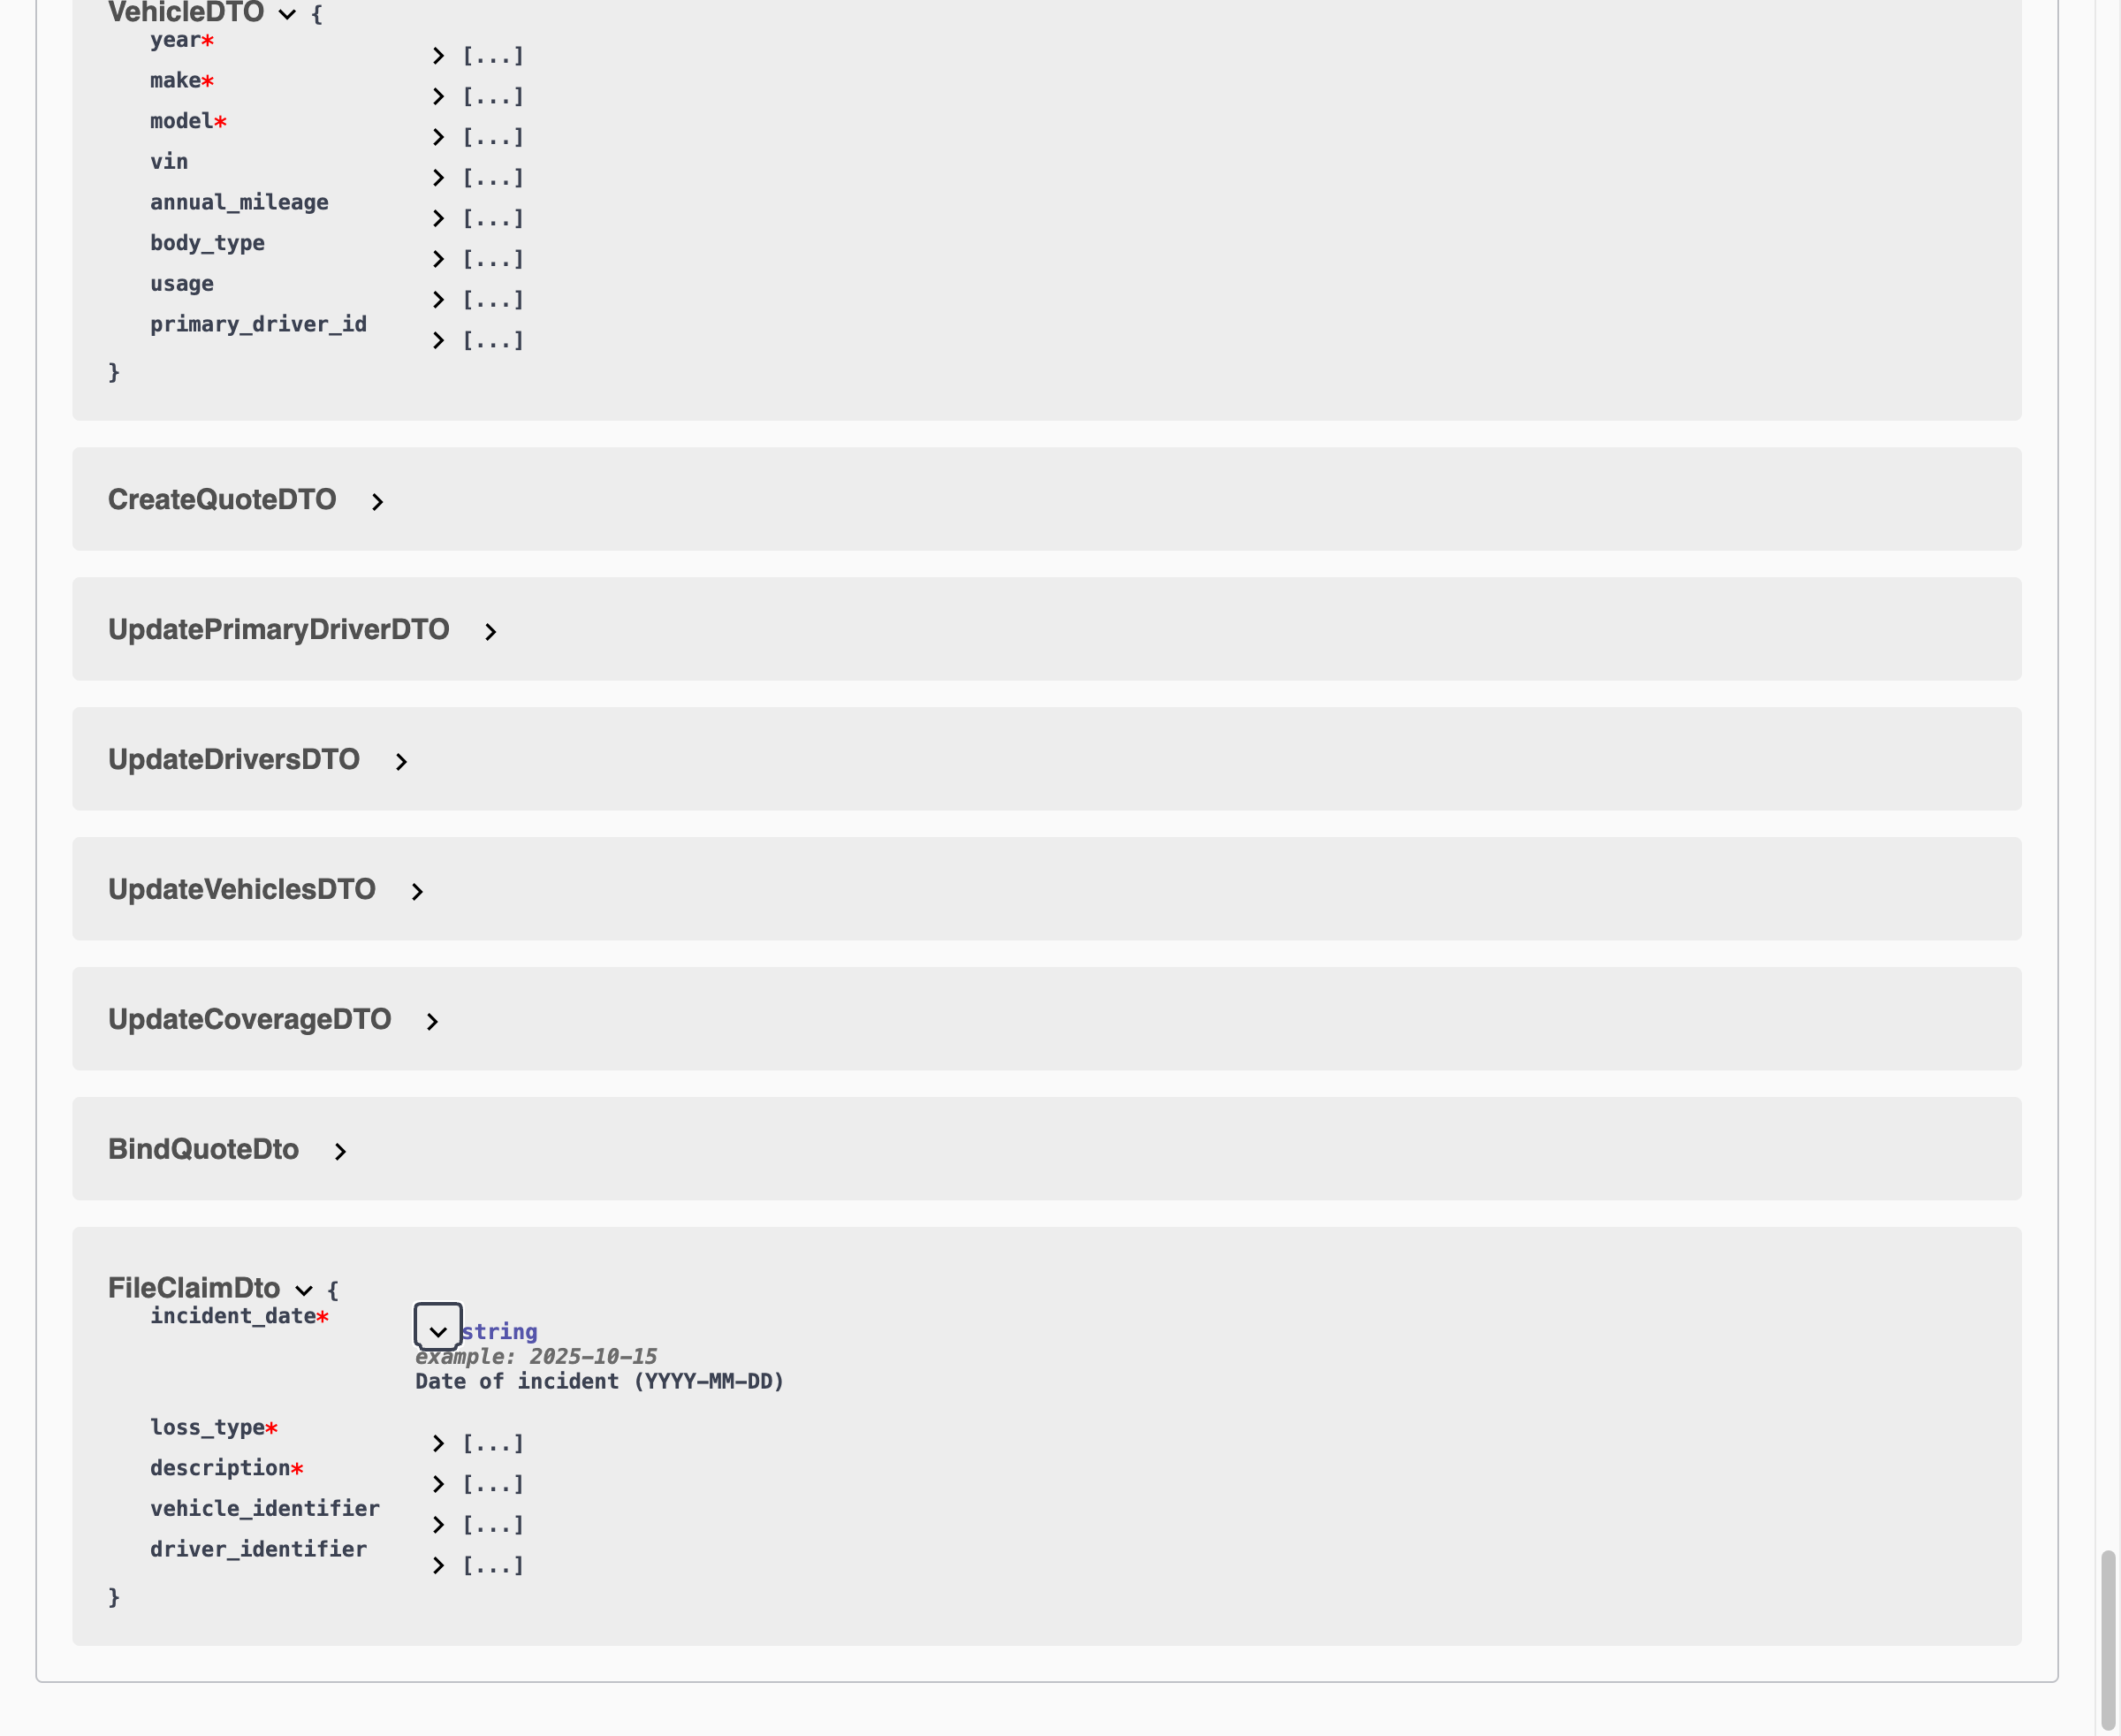 VehicleDTO {
year* [...]
make* [...]
model* [...]
vin [...]
annual_mileage [...]
body_type [...]
usage [...]
primary_driver_id [...]
}
CreateQuoteDTO
UpdatePrimaryDriverDTO
UpdateDriversDTO
UpdateVehiclesDTO
UpdateCoverageDTO
BindQuoteDto
FileClaimDto {
incident_date* string
example: 2025-10-15
Date of incident (YYYY-MM-DD)
loss_type* [...]
description* [...]
vehicle_identifier [...]
driver_identifier [...]
}